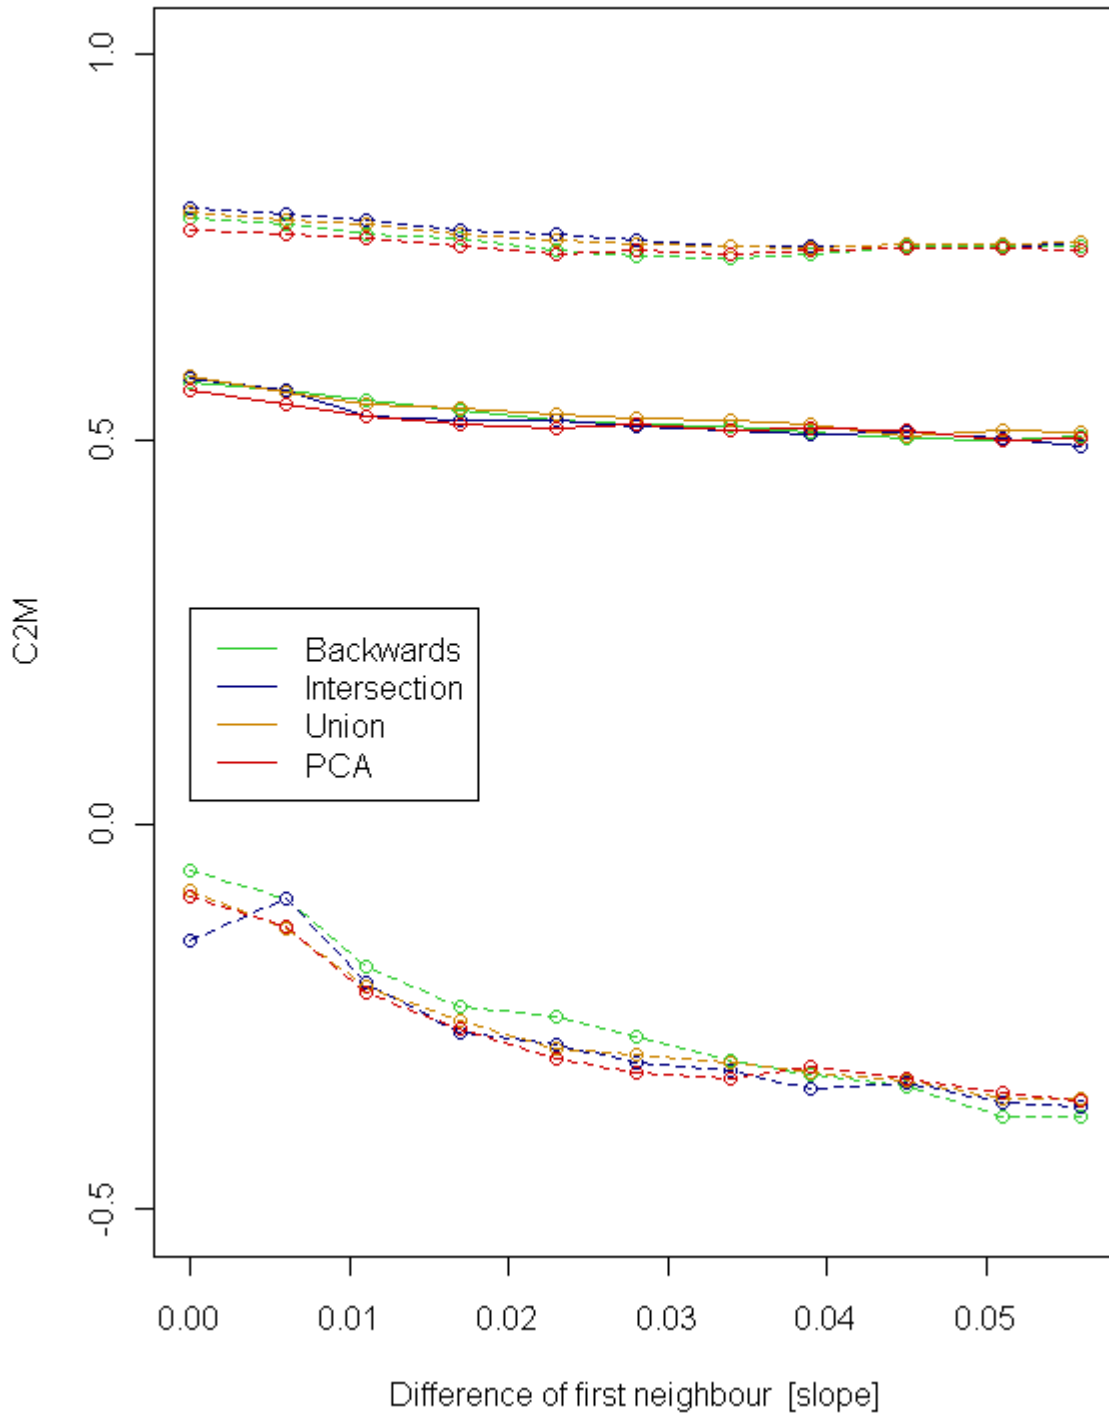 1.0
0.5
0.0
-0.5
C2M
Backwards
Intersection
Union
PCA
0.00 0.01 0.02 0.03 0.04 0.05
Difference of first neighbour [slope]